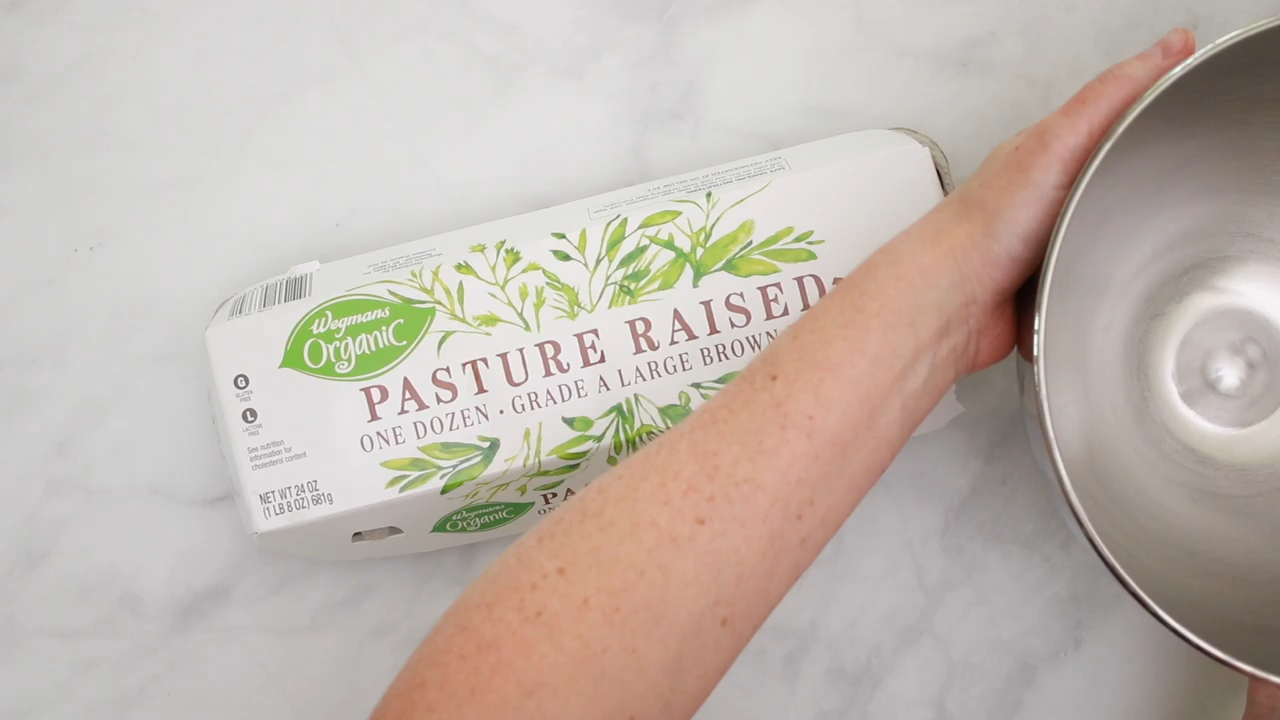 Wegmans
Organic
PASTURE RAISED
ONE DOZEN · GRADE A LARGE BROWN
G
GLUTEN
FREE
L
LACTOSE
FREE
See nutrition
information for
cholesterol content
NET WT 24 OZ
(1 LB 8 OZ) 681g
Wegmans
Organic